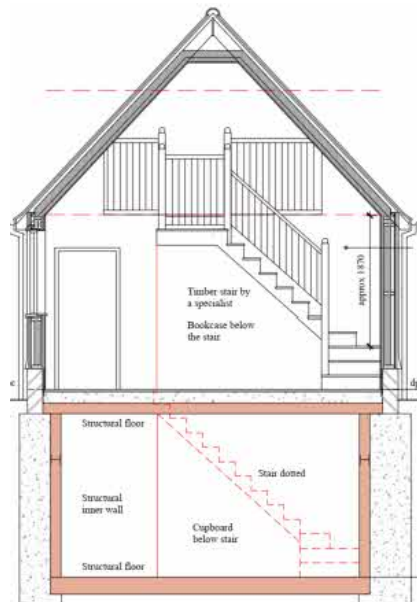 Timber stair by
a specialist
Bookcase below
the stair
approx 1870
Structural floor
Stair dotted
Structural
inner wall
Cupboard
below stair
Structural floor